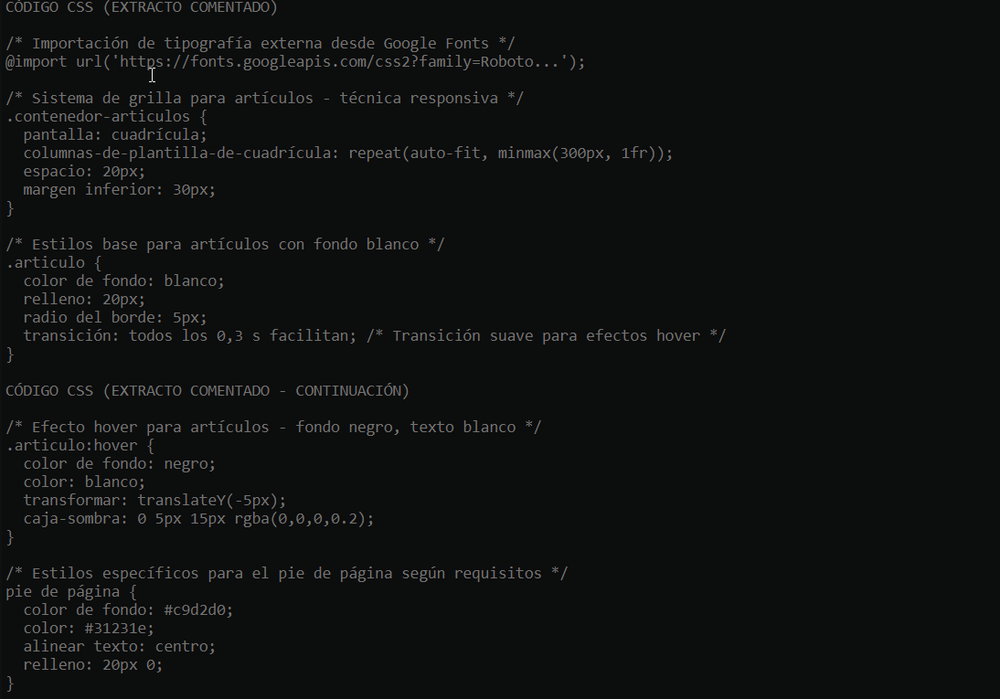 CÓDIGO CSS (EXTRACTO COMENTADO)
/* Importación de tipografía externa desde Google Fonts */
@import url('https://fonts.googleapis.com/css2?family=Roboto...');
/* Sistema de grilla para artículos - técnica responsiva */
.contenedor-articulos {
pantalla: cuadrícula;
columnas-de-plantilla-de-cuadrícula: repeat(auto-fit, minmax(300px, 1fr));
espacio: 20px;
margen inferior: 30px;
}
/* Estilos base para artículos con fondo blanco */
.articulo {
color de fondo: blanco;
relleno: 20px;
radio del borde: 5px;
transición: todos los 0,3 s facilitan; /* Transición suave para efectos hover */
}
CÓDIGO CSS (EXTRACTO COMENTADO - CONTINUACIÓN)
/* Efecto hover para artículos - fondo negro, texto blanco */
.articulo:hover {
color de fondo: negro;
color: blanco;
transformar: translateY(-5px);
caja-sombra: 0 5px 15px rgba(0,0,0,0.2);
}
/* Estilos específicos para el pie de página según requisitos */
pie de página {
color de fondo: #c9d2d0;
color: #31231e;
alinear texto: centro;
relleno: 20px 0;
}